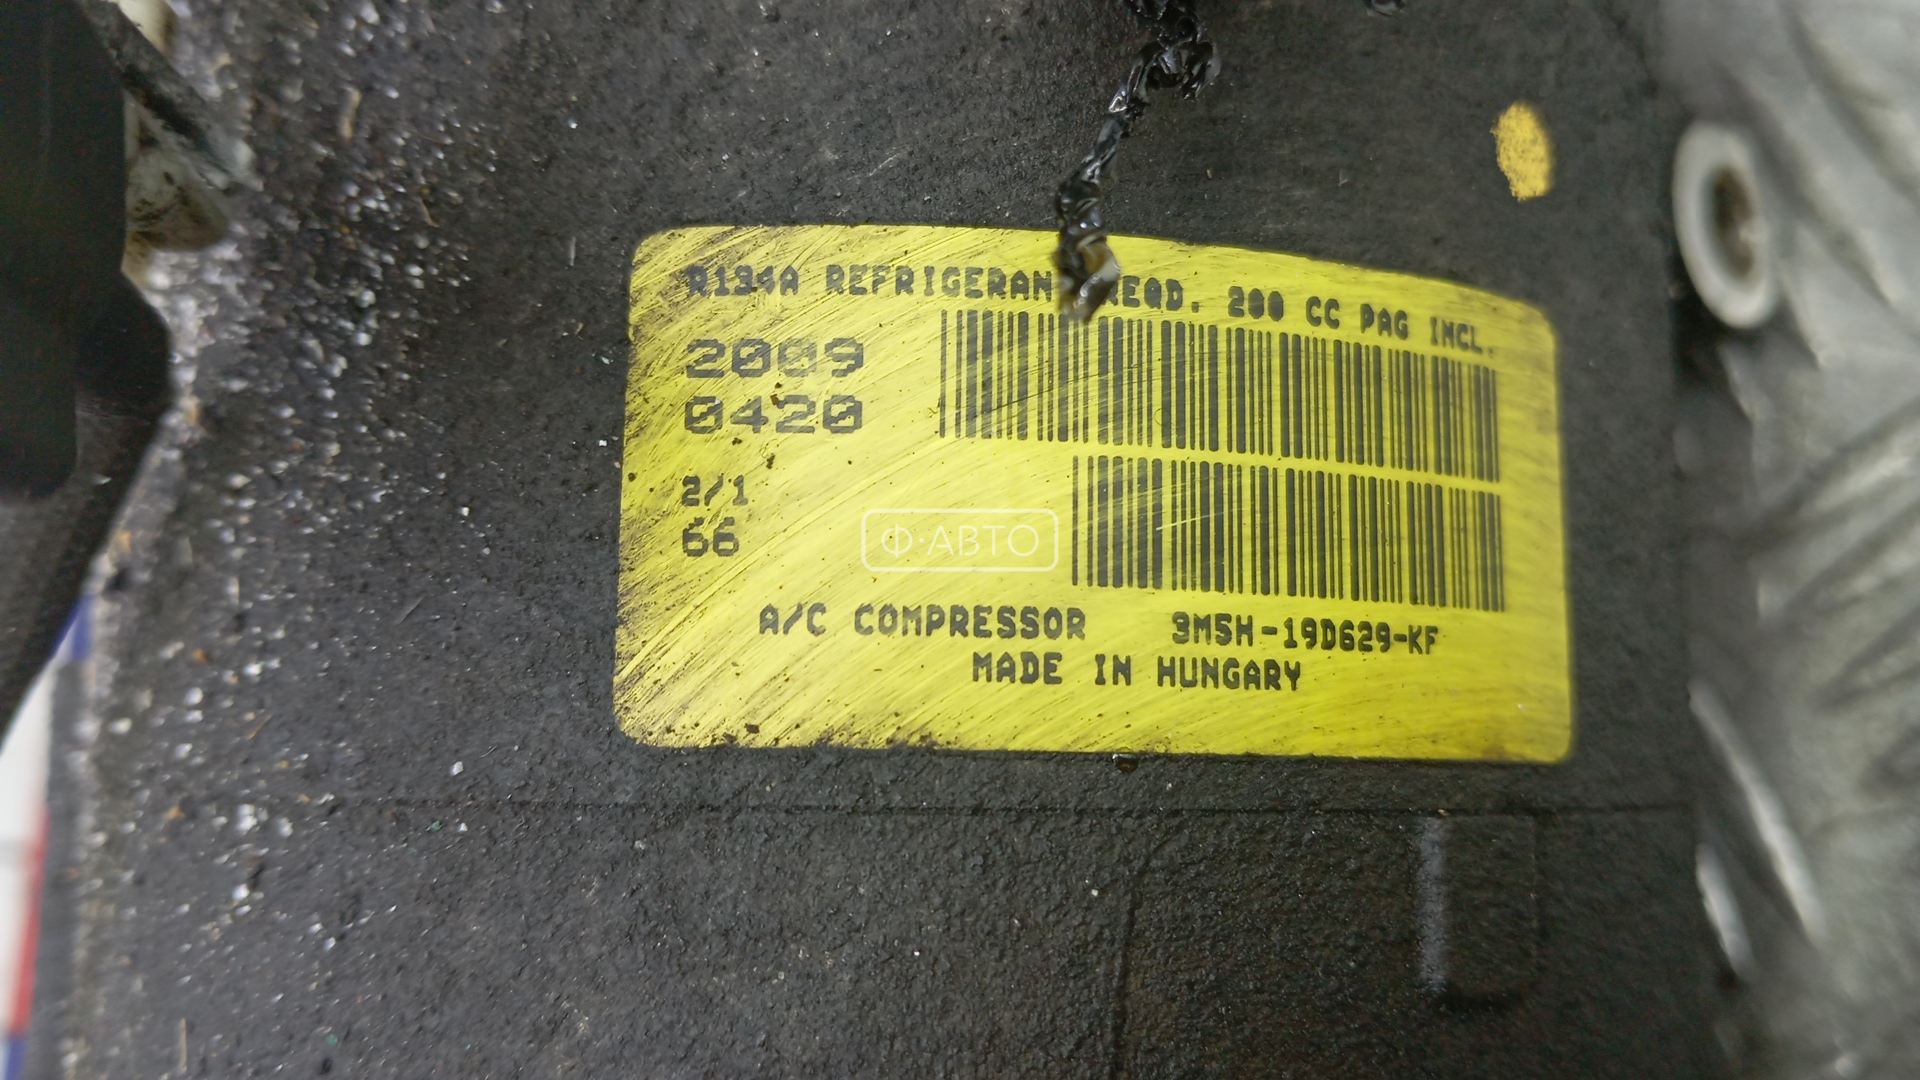 R134A REFRIGERANT REQD. 200 CC PAG INCL.
2009
0420
2/1
66
Ф·АВТО
A/C COMPRESSOR 3M5H-19D629-KF
MADE IN HUNGARY